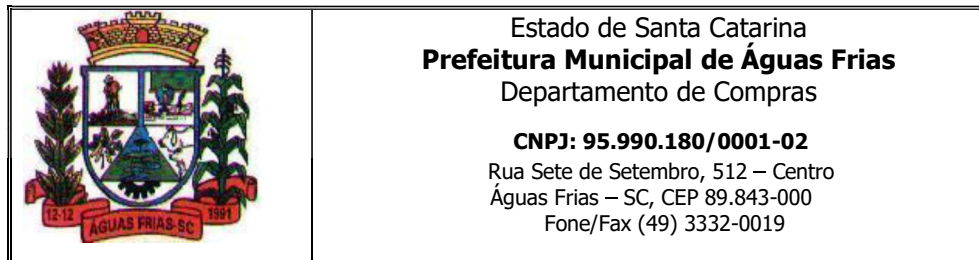 12-12
ÁGUAS FRIAS-SC
1991
Estado de Santa Catarina
Prefeitura Municipal de Águas Frias
Departamento de Compras
CNPJ: 95.990.180/0001-02
Rua Sete de Setembro, 512 – Centro
Águas Frias – SC, CEP 89.843-000
Fone/Fax (49) 3332-0019